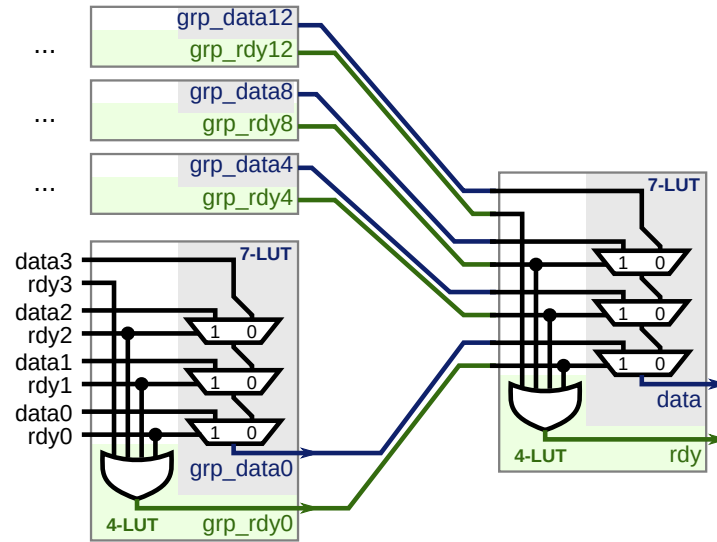 grp_data12
... grp_rdy12
grp_data8
... grp_rdy8
grp_data4
... grp_rdy4
7-LUT
data3
rdy3
data2
rdy2 1 0
data1
rdy1 1 0
data0
rdy0 1 0
grp_data0
4-LUT grp_rdy0
7-LUT
1 0
1 0
1 0
data
4-LUT rdy